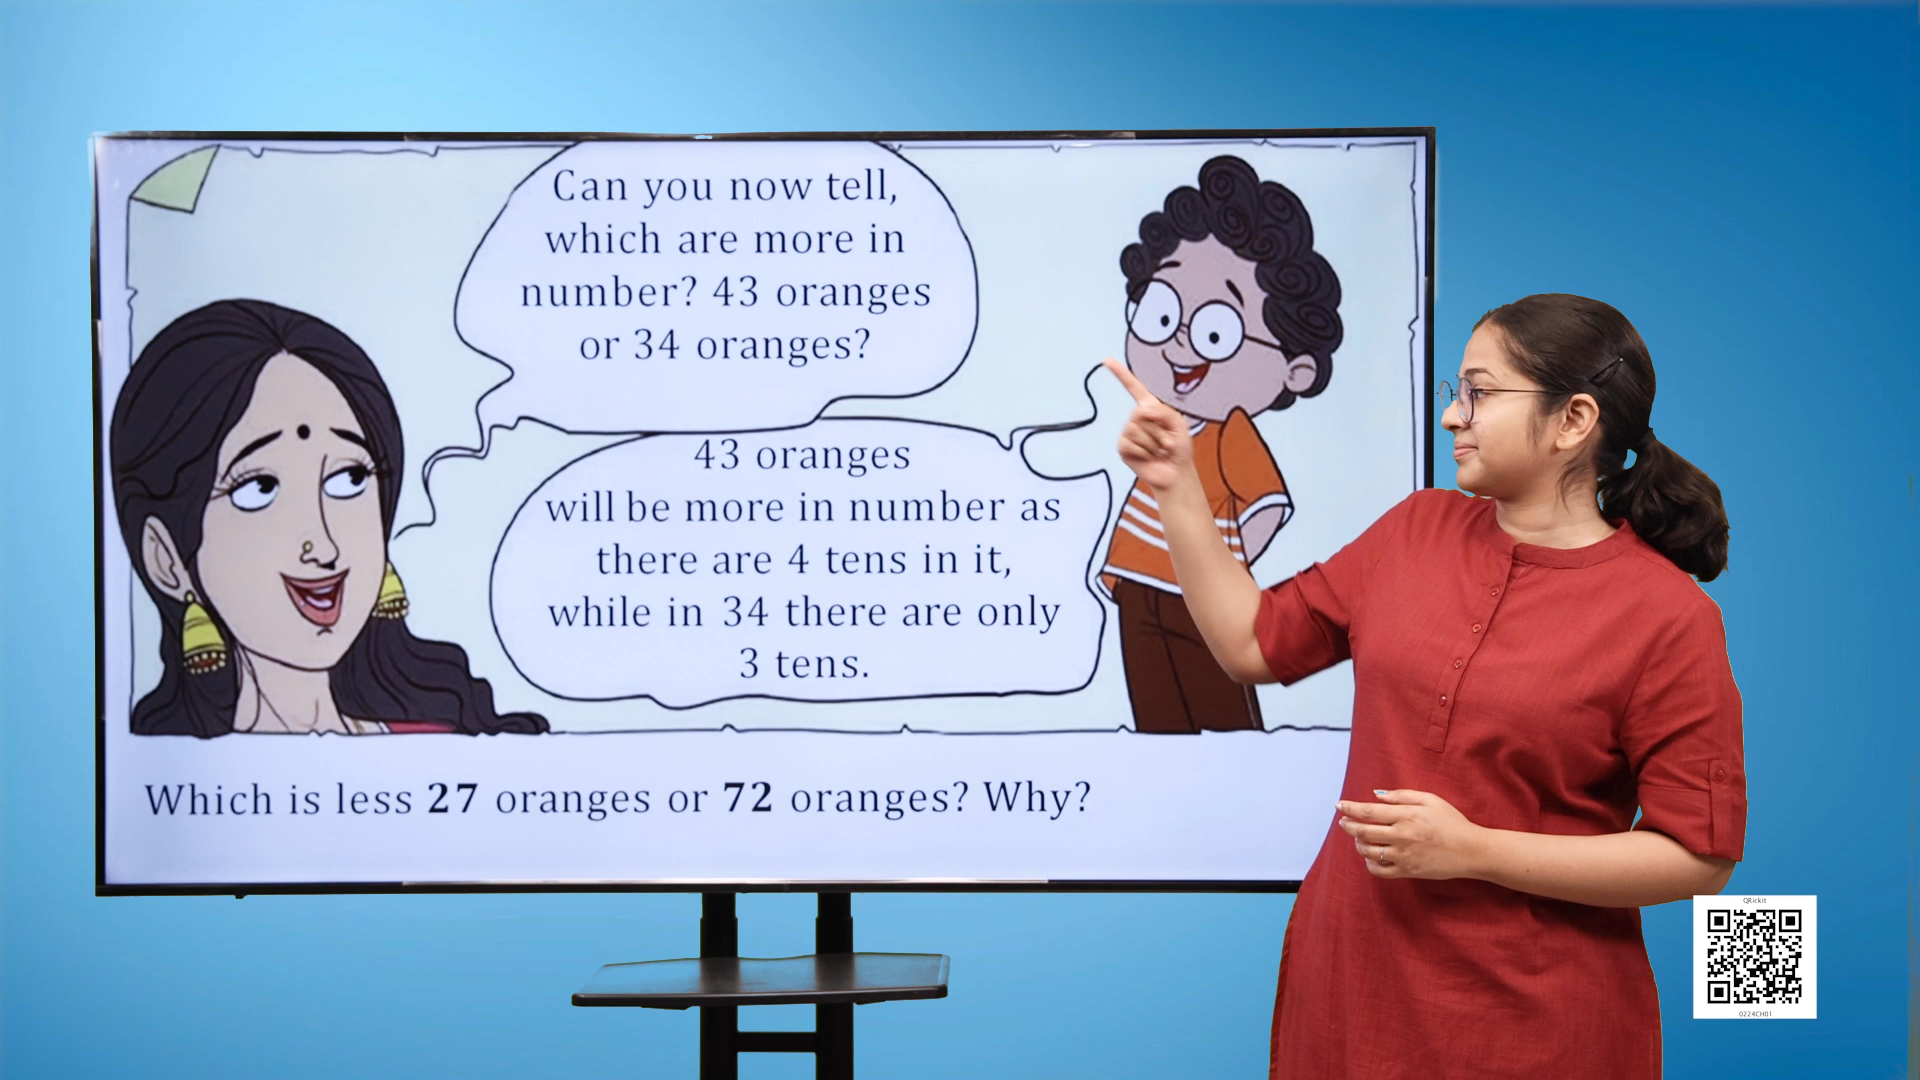 Can you now tell,
which are more in
number? 43 oranges
or 34 oranges?
43 oranges
will be more in number as
there are 4 tens in it,
while in 34 there are only
3 tens.
Which is less 27 oranges or 72 oranges? Why?
QRickit
0224CH01